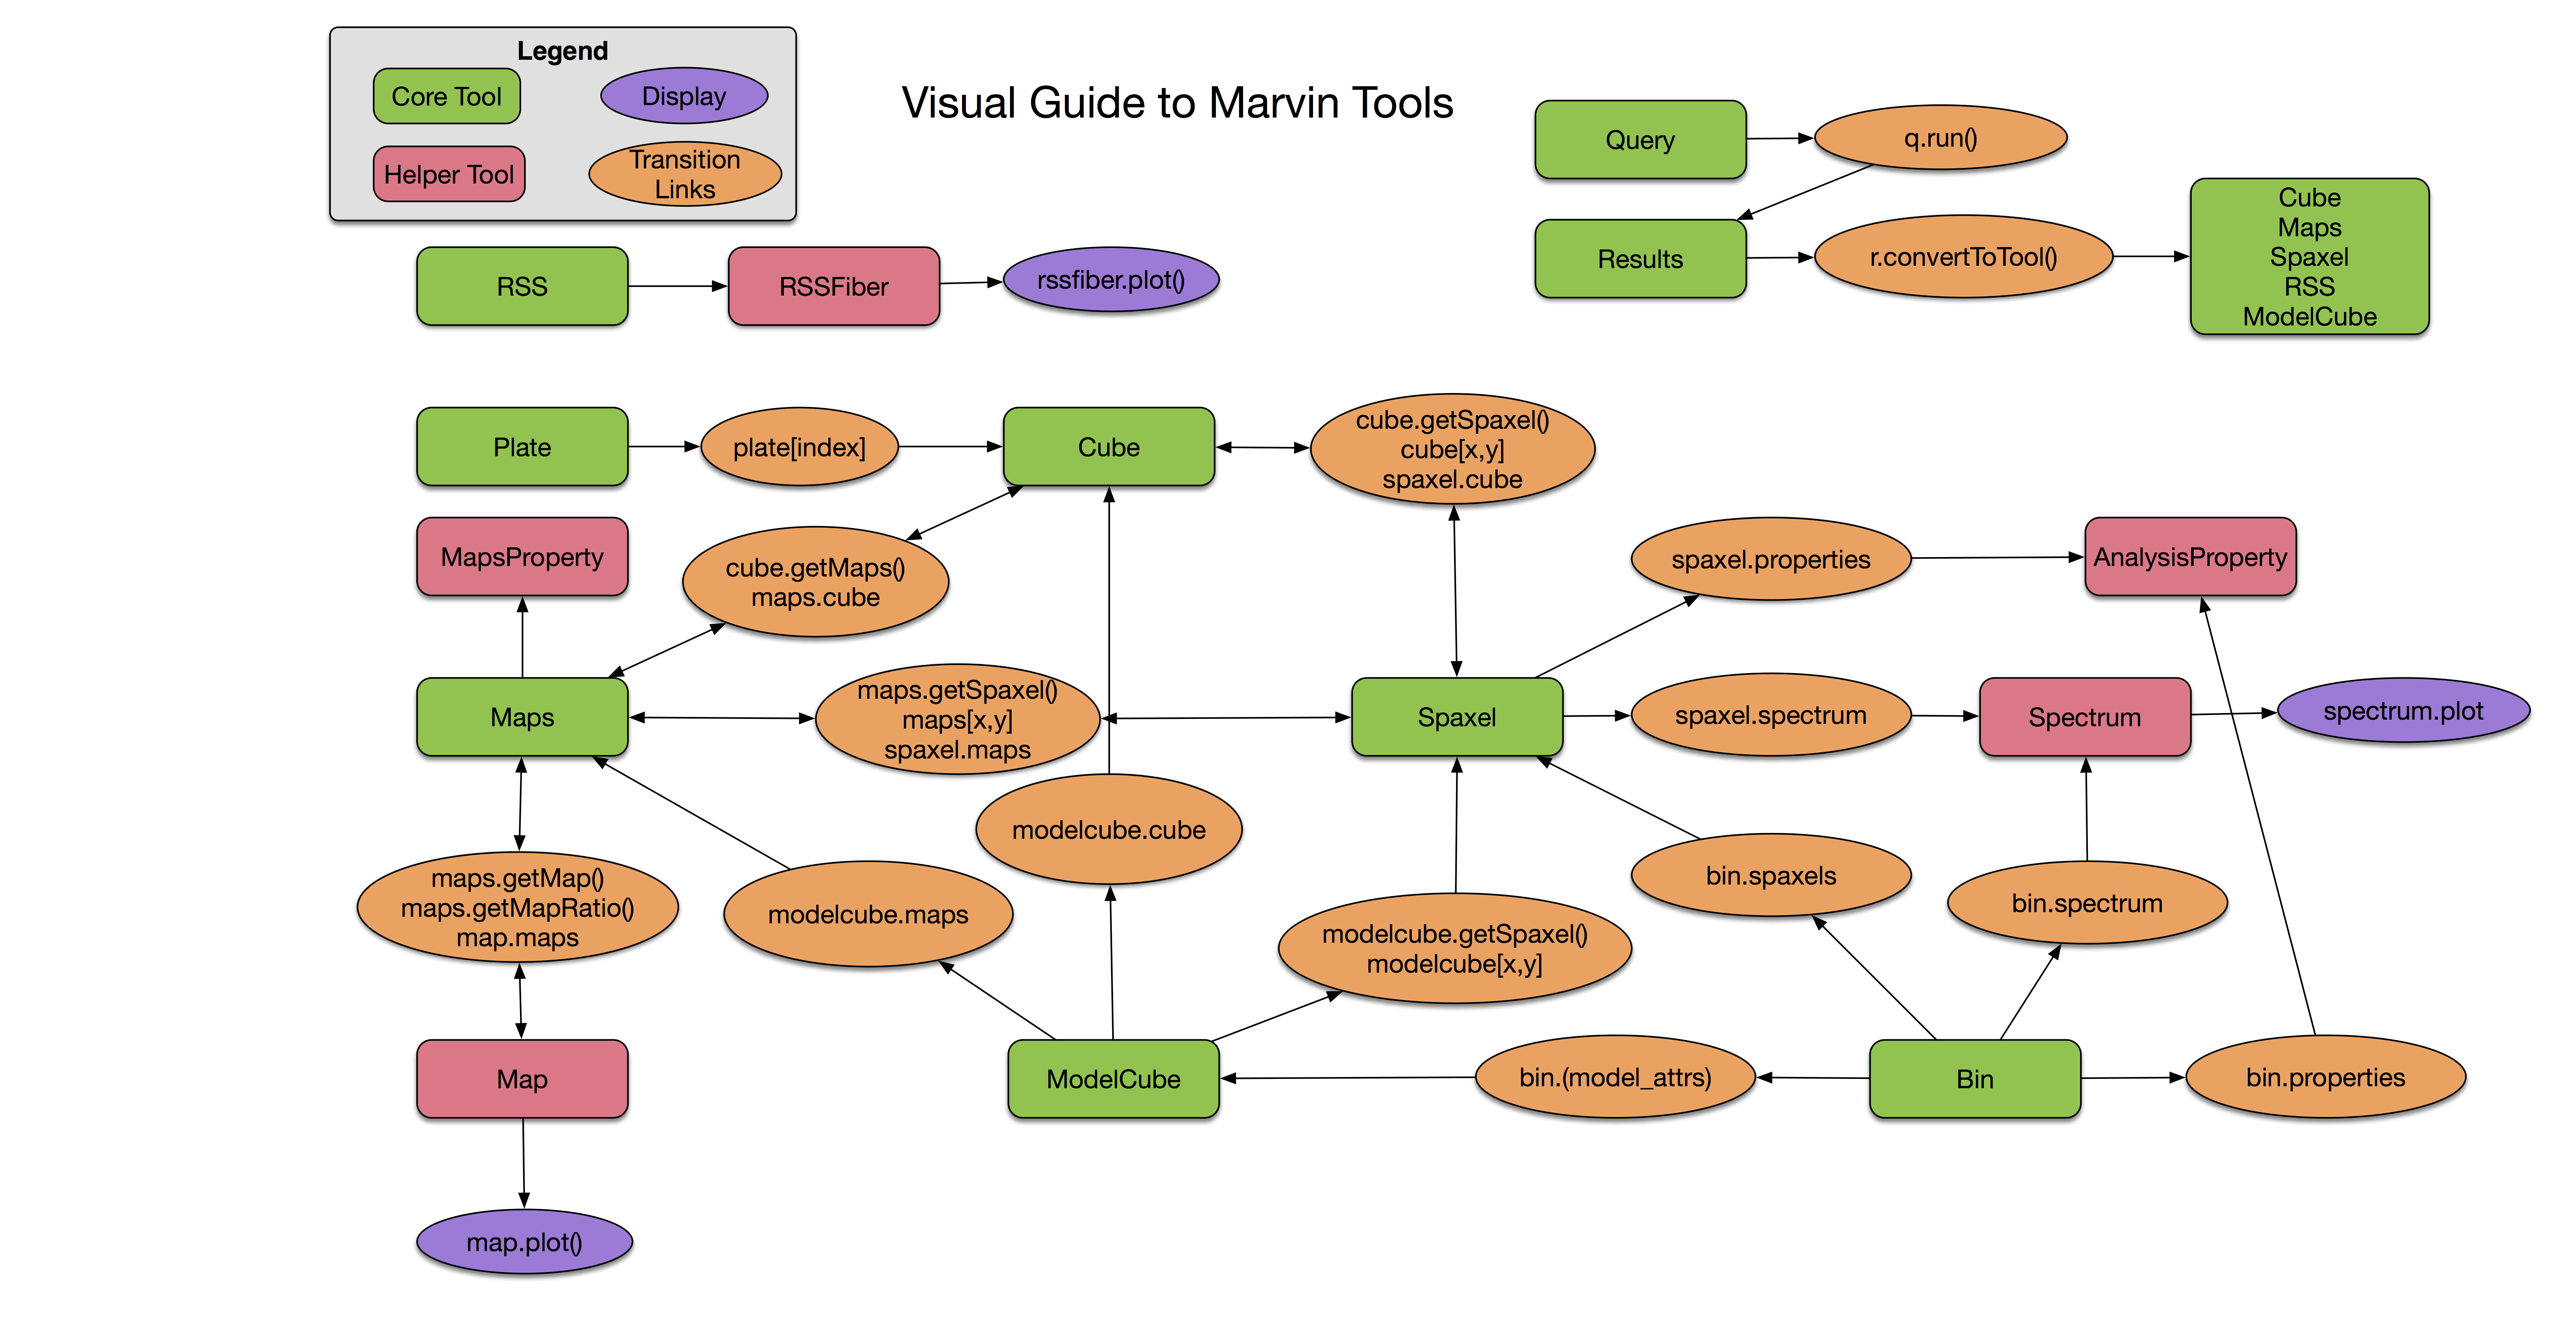 Legend
Core Tool
Display
Helper Tool
Transition
Links
Visual Guide to Marvin Tools
Query
q.run()
Results
r.convertToTool()
Cube
Maps
Spaxel
RSS
ModelCube
RSS
RSSFiber
rssfiber.plot()
Plate
plate[index]
Cube
cube.getSpaxel()
cube[x,y]
spaxel.cube
MapsProperty
cube.getMaps()
maps.cube
spaxel.properties
AnalysisProperty
Maps
maps.getSpaxel()
maps[x,y]
spaxel.maps
Spaxel
spaxel.spectrum
Spectrum
spectrum.plot
modelcube.cube
maps.getMap()
maps.getMapRatio()
map.maps
modelcube.maps
modelcube.getSpaxel()
modelcube[x,y]
bin.spaxels
bin.spectrum
Map
ModelCube
bin.(model_attrs)
Bin
bin.properties
map.plot()